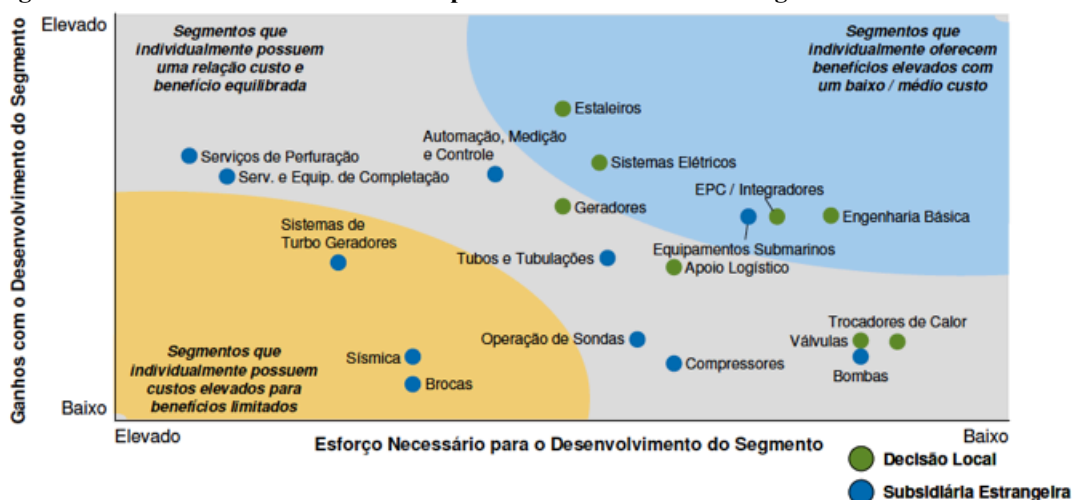 Elevado
Ganhos com o Desenvolvimento do Segmento
Baixo
Segmentos que
individualmente possuem
uma relação custo e
benefício equilibrada
Segmentos que
individualmente oferecem
benefícios elevados com
um baixo / médio custo
Estaleiros
Automação, Medição
e Controle
Serviços de Perfuração
Sistemas Elétricos
Serv. e Equip. de Completação
EPC / Integradores
Geradores
Engenharia Básica
Sistemas de
Turbo Geradores
Equipamentos Submarinos
Tubos e Tubulações
Apoio Logístico
Trocadores de Calor
Operação de Sondas
Válvulas
Segmentos que
individualmente possuem
custos elevados para
benefícios limitados
Sísmica
Compressores
Bombas
Brocas
Elevado
Esforço Necessário para o Desenvolvimento do Segmento
Baixo
Decisão Local
Subsidiária Estrangeira